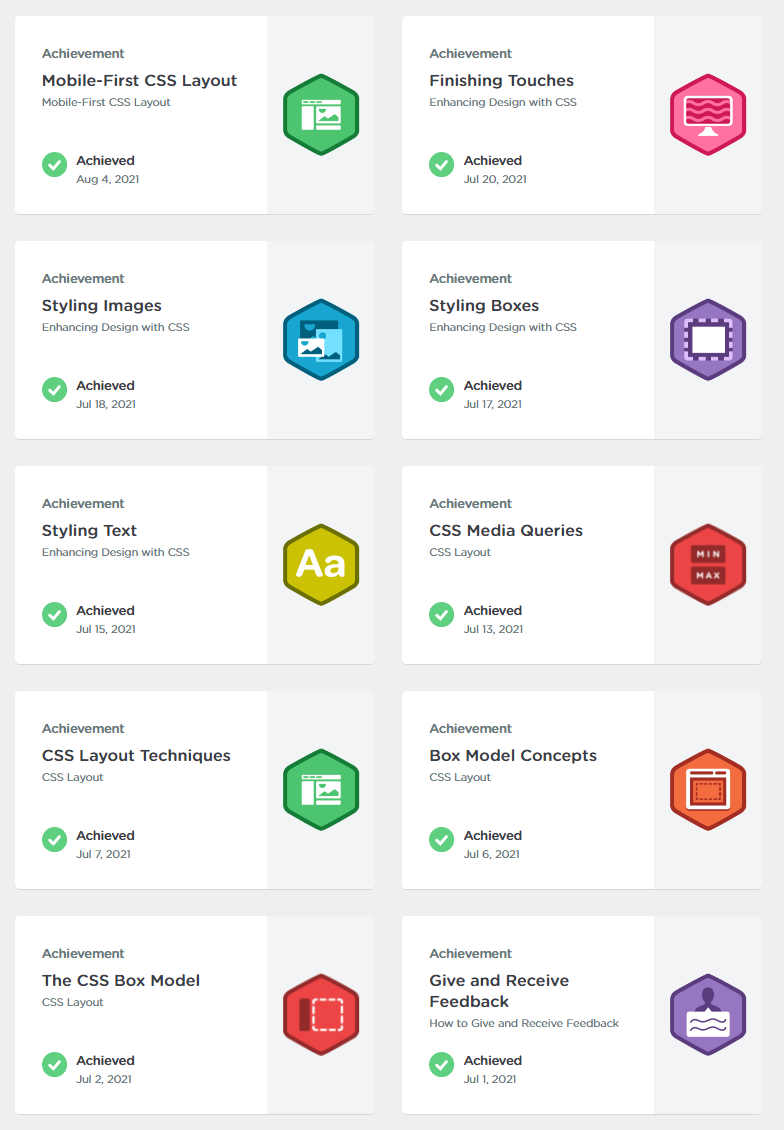 Achievement
Mobile-First CSS Layout
Mobile-First CSS Layout
Achieved
Aug 4, 2021
Achievement
Finishing Touches
Enhancing Design with CSS
Achieved
Jul 20, 2021
Achievement
Styling Images
Enhancing Design with CSS
Achieved
Jul 18, 2021
Achievement
Styling Boxes
Enhancing Design with CSS
Achieved
Jul 17, 2021
Achievement
Styling Text
Enhancing Design with CSS
Achieved
Jul 15, 2021
Aa
Achievement
CSS Media Queries
CSS Layout
Achieved
Jul 13, 2021
MIN
MAX
Achievement
CSS Layout Techniques
CSS Layout
Achieved
Jul 7, 2021
Achievement
Box Model Concepts
CSS Layout
Achieved
Jul 6, 2021
Achievement
The CSS Box Model
CSS Layout
Achieved
Jul 2, 2021
Achievement
Give and Receive
Feedback
How to Give and Receive Feedback
Achieved
Jul 1, 2021